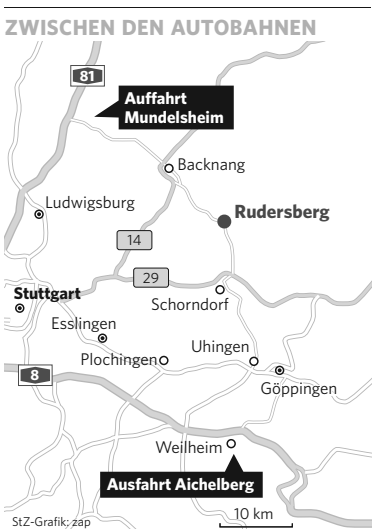 ZWISCHEN DEN AUTOBAHNEN
81
Auffahrt
Mundelsheim
Backnang
Ludwigsburg
Rudersberg
14
29
Stuttgart
Schorndorf
Esslingen
Uhingen
Plochingen
8
Göppingen
Weilheim
Ausfahrt Aichelberg
StZ-Grafik: zap
10 km